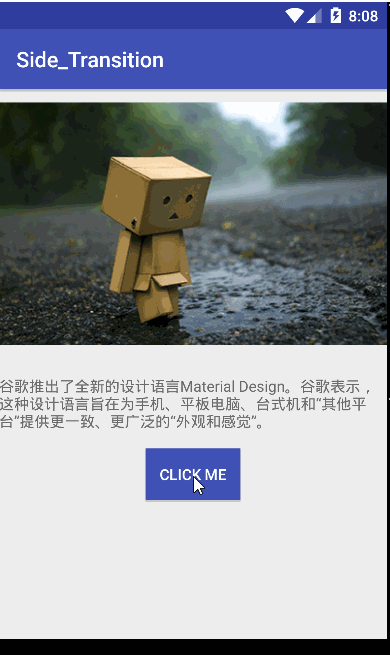 8:08
Side_Transition
谷歌推出了全新的设计语言Material Design。谷歌表示，
这种设计语言旨在为手机、平板电脑、台式机和“其他平
台”提供更一致、更广泛的“外观和感觉”。
CLICK ME